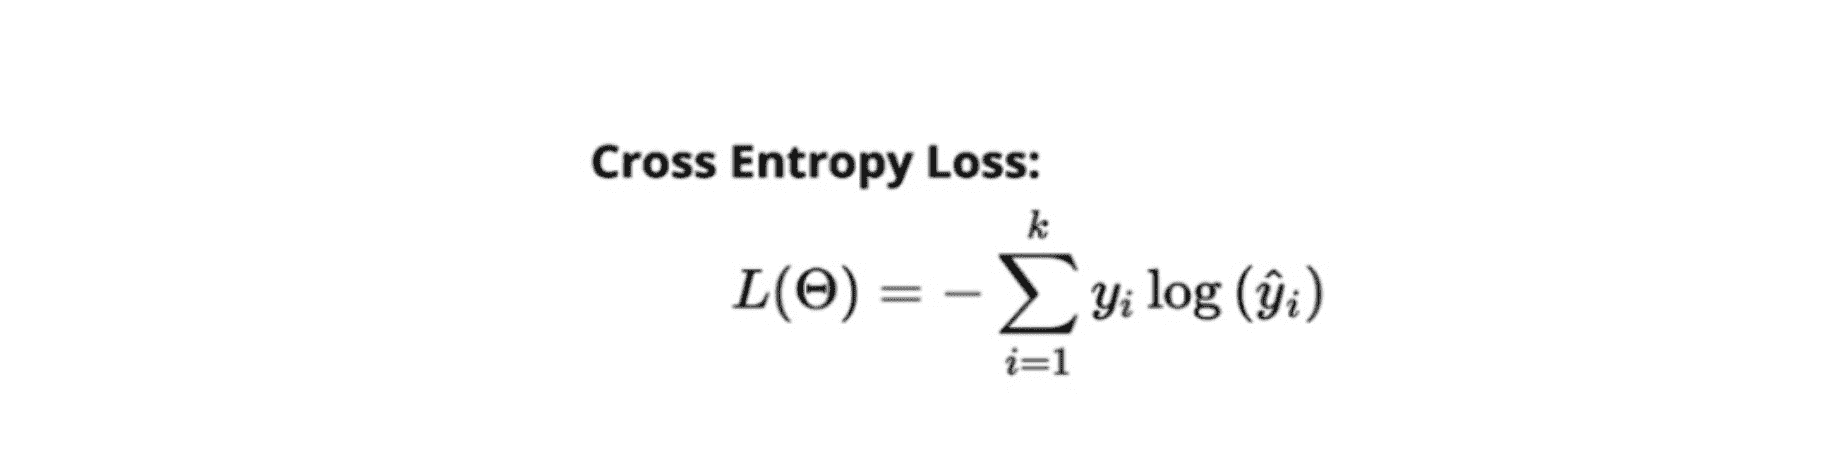 Cross Entropy Loss:
L(Θ) = − ∑_{i=1}^{k} y_i log (ŷ_i)